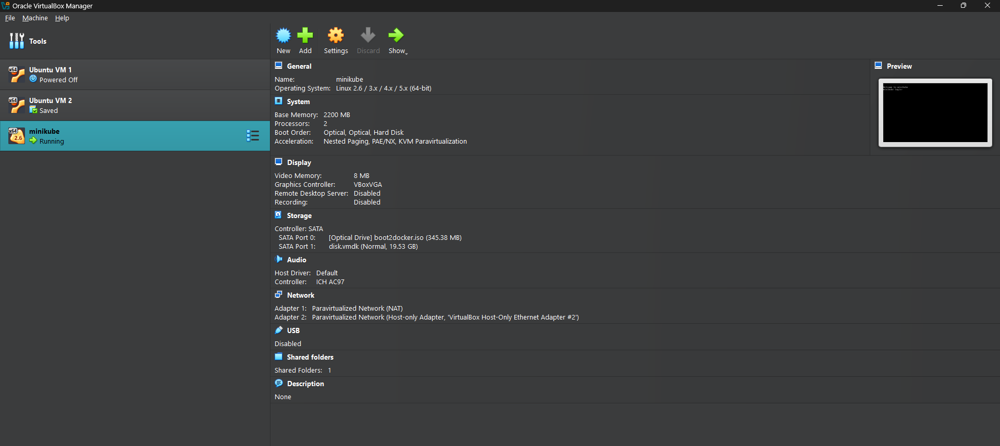 Oracle VirtualBox Manager
File Machine Help
Tools
New Add Settings Discard Show
x64 Ubuntu VM 1
Powered Off
x64 Ubuntu VM 2
Saved
x64 2.6 minikube
Running
General
Name: minikube
Operating System: Linux 2.6 / 3.x / 4.x / 5.x (64-bit)
System
Base Memory: 2200 MB
Processors: 2
Boot Order: Optical, Optical, Hard Disk
Acceleration: Nested Paging, PAE/NX, KVM Paravirtualization
Preview
Welcome to minikube
minikube login:
Display
Video Memory: 8 MB
Graphics Controller: VBoxVGA
Remote Desktop Server: Disabled
Recording: Disabled
Storage
Controller: SATA
SATA Port 0: [Optical Drive] boot2docker.iso (345.38 MB)
SATA Port 1: disk.vmdk (Normal, 19.53 GB)
Audio
Host Driver: Default
Controller: ICH AC97
Network
Adapter 1: Paravirtualized Network (NAT)
Adapter 2: Paravirtualized Network (Host-only Adapter, 'VirtualBox Host-Only Ethernet Adapter #2')
USB
Disabled
Shared folders
Shared Folders: 1
Description
None